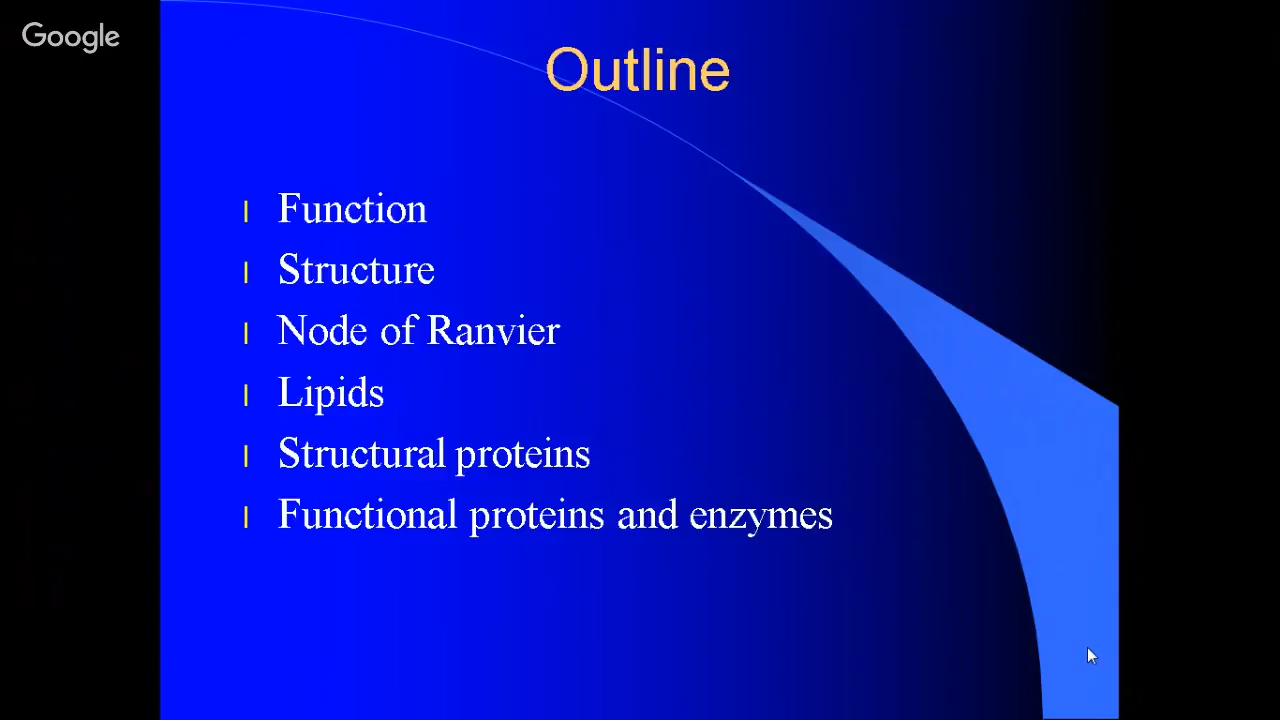 Google
Outline
Function
Structure
Node of Ranvier
Lipids
Structural proteins
Functional proteins and enzymes